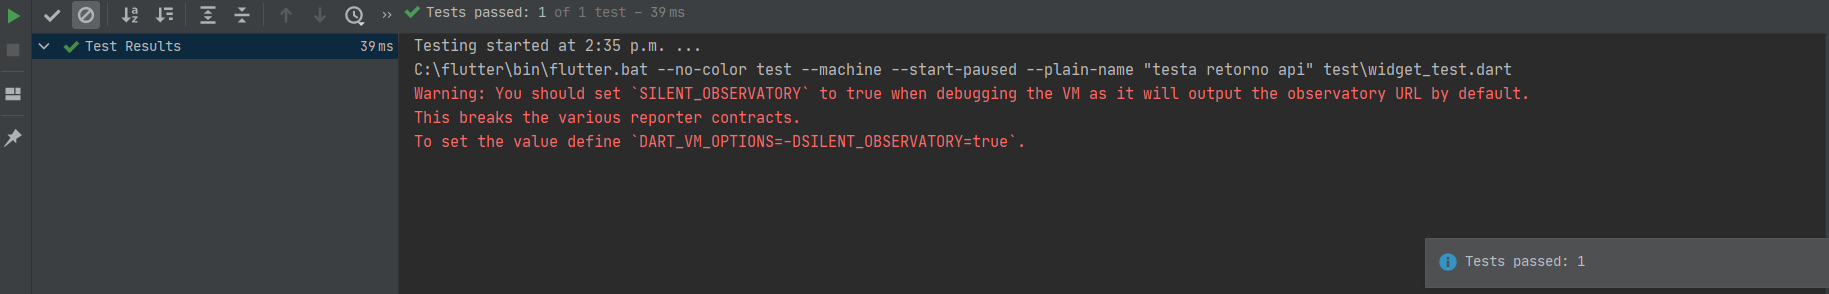 Tests passed: 1 of 1 test – 39 ms
Test Results 39 ms
Testing started at 2:35 p.m. ...
C:\flutter\bin\flutter.bat --no-color test --machine --start-paused --plain-name "testa retorno api" test\widget_test.dart
Warning: You should set `SILENT_OBSERVATORY` to true when debugging the VM as it will output the observatory URL by default.
This breaks the various reporter contracts.
To set the value define `DART_VM_OPTIONS=-DSILENT_OBSERVATORY=true`.
Tests passed: 1